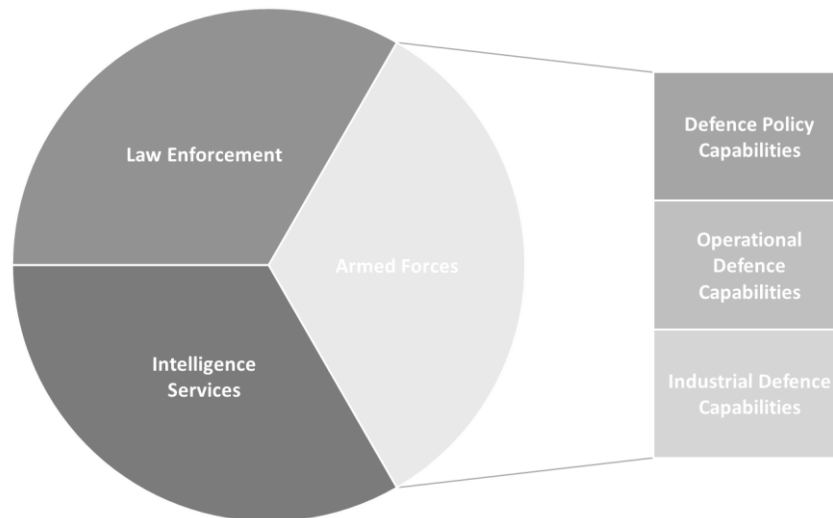 Law Enforcement
Armed Forces
Intelligence
Services
Defence Policy
Capabilities
Operational
Defence
Capabilities
Industrial Defence
Capabilities